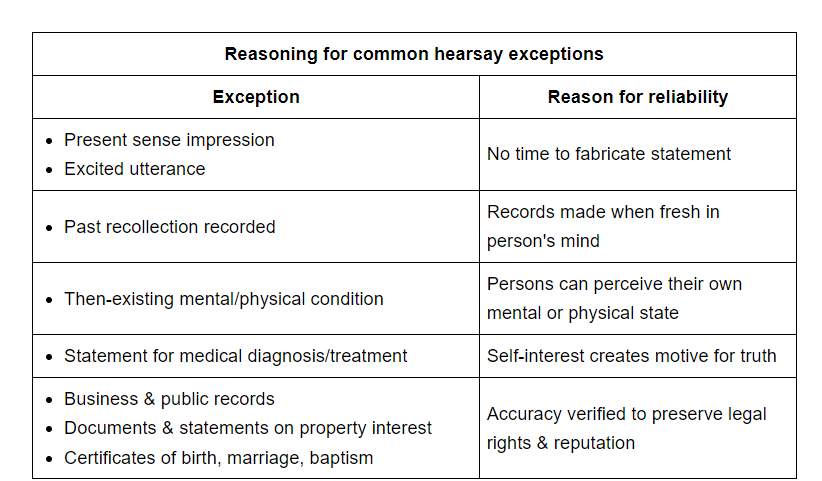 Reasoning for common hearsay exceptions
Exception
Reason for reliability
• Present sense impression
• Excited utterance
No time to fabricate statement
• Past recollection recorded
Records made when fresh in
person's mind
• Then-existing mental/physical condition
Persons can perceive their own
mental or physical state
• Statement for medical diagnosis/treatment
Self-interest creates motive for truth
• Business & public records
• Documents & statements on property interest
• Certificates of birth, marriage, baptism
Accuracy verified to preserve legal
rights & reputation